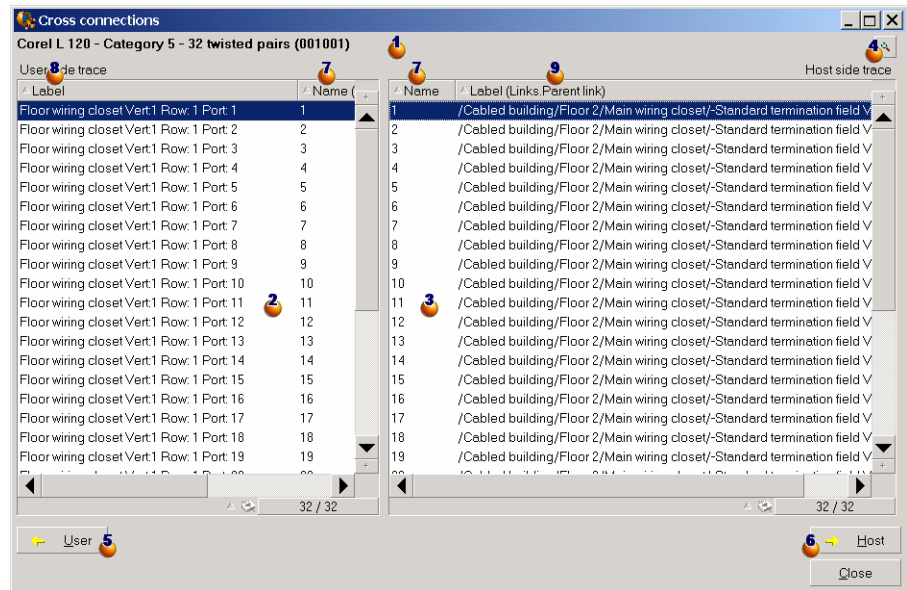 Cross connections
Corel L 120 - Category 5 - 32 twisted pairs (001001)
1
4
User side trace
8
7
7
9
Host side trace
Label Name (
Name Label (Links.Parent link)
Floor wiring closet Vert:1 Row: 1 Port: 1 1
1 /Cabled building/Floor 2/Main wiring closet/-Standard termination field V
Floor wiring closet Vert:1 Row: 1 Port: 2 2
2 /Cabled building/Floor 2/Main wiring closet/-Standard termination field V
Floor wiring closet Vert:1 Row: 1 Port: 3 3
3 /Cabled building/Floor 2/Main wiring closet/-Standard termination field V
Floor wiring closet Vert:1 Row: 1 Port: 4 4
4 /Cabled building/Floor 2/Main wiring closet/-Standard termination field V
Floor wiring closet Vert:1 Row: 1 Port: 5 5
5 /Cabled building/Floor 2/Main wiring closet/-Standard termination field V
Floor wiring closet Vert:1 Row: 1 Port: 6 6
6 /Cabled building/Floor 2/Main wiring closet/-Standard termination field V
Floor wiring closet Vert:1 Row: 1 Port: 7 7
7 /Cabled building/Floor 2/Main wiring closet/-Standard termination field V
Floor wiring closet Vert:1 Row: 1 Port: 8 8
8 /Cabled building/Floor 2/Main wiring closet/-Standard termination field V
Floor wiring closet Vert:1 Row: 1 Port: 9 9
9 /Cabled building/Floor 2/Main wiring closet/-Standard termination field V
Floor wiring closet Vert:1 Row: 1 Port: 10 10
10 /Cabled building/Floor 2/Main wiring closet/-Standard termination field V
Floor wiring closet Vert:1 Row: 1 Port: 11 2 11
11 3 /Cabled building/Floor 2/Main wiring closet/-Standard termination field V
Floor wiring closet Vert:1 Row: 1 Port: 12 12
12 /Cabled building/Floor 2/Main wiring closet/-Standard termination field V
Floor wiring closet Vert:1 Row: 1 Port: 13 13
13 /Cabled building/Floor 2/Main wiring closet/-Standard termination field V
Floor wiring closet Vert:1 Row: 1 Port: 14 14
14 /Cabled building/Floor 2/Main wiring closet/-Standard termination field V
Floor wiring closet Vert:1 Row: 1 Port: 15 15
15 /Cabled building/Floor 2/Main wiring closet/-Standard termination field V
Floor wiring closet Vert:1 Row: 1 Port: 16 16
16 /Cabled building/Floor 2/Main wiring closet/-Standard termination field V
Floor wiring closet Vert:1 Row: 1 Port: 17 17
17 /Cabled building/Floor 2/Main wiring closet/-Standard termination field V
Floor wiring closet Vert:1 Row: 1 Port: 18 18
18 /Cabled building/Floor 2/Main wiring closet/-Standard termination field V
Floor wiring closet Vert:1 Row: 1 Port: 19 19
19 /Cabled building/Floor 2/Main wiring closet/-Standard termination field V
32 / 32
32 / 32
User 5
6 Host
Close